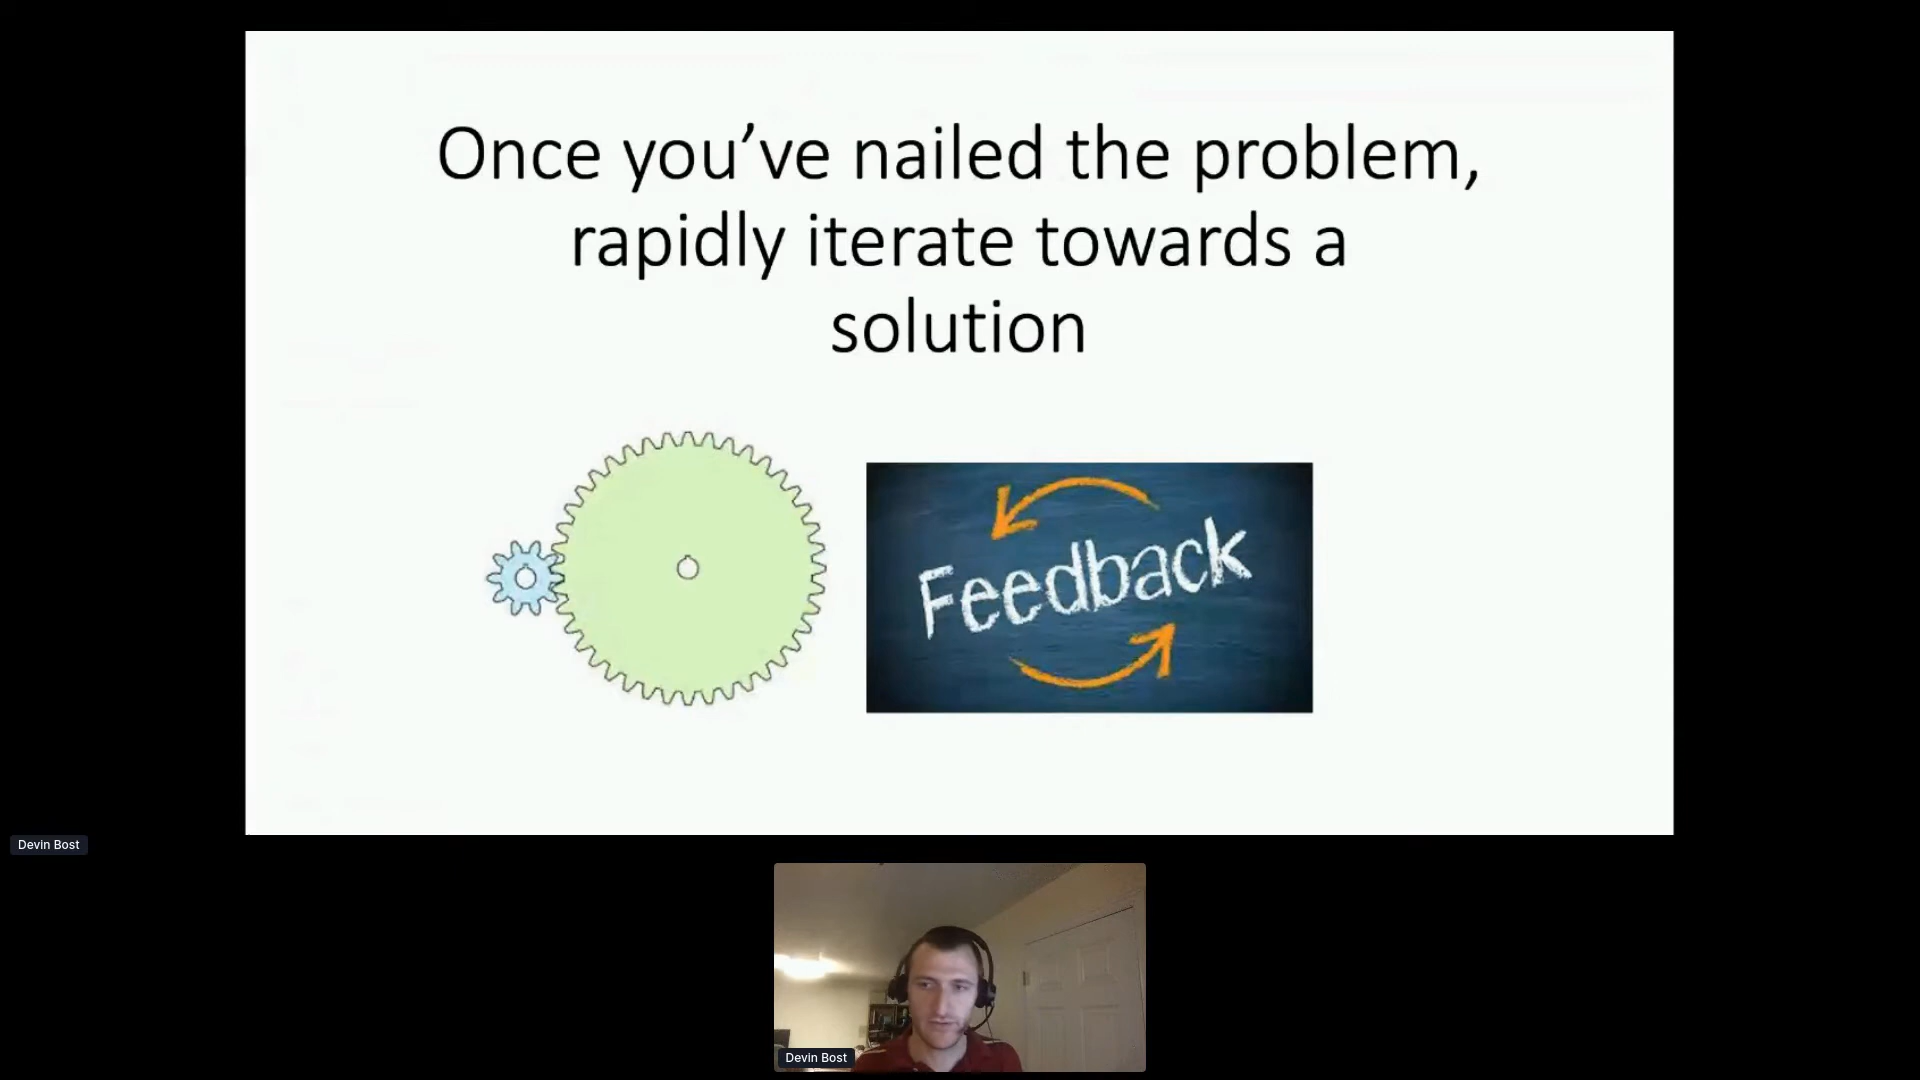 Once you’ve nailed the problem,
rapidly iterate towards a
solution
Feedback
Devin Bost
Devin Bost